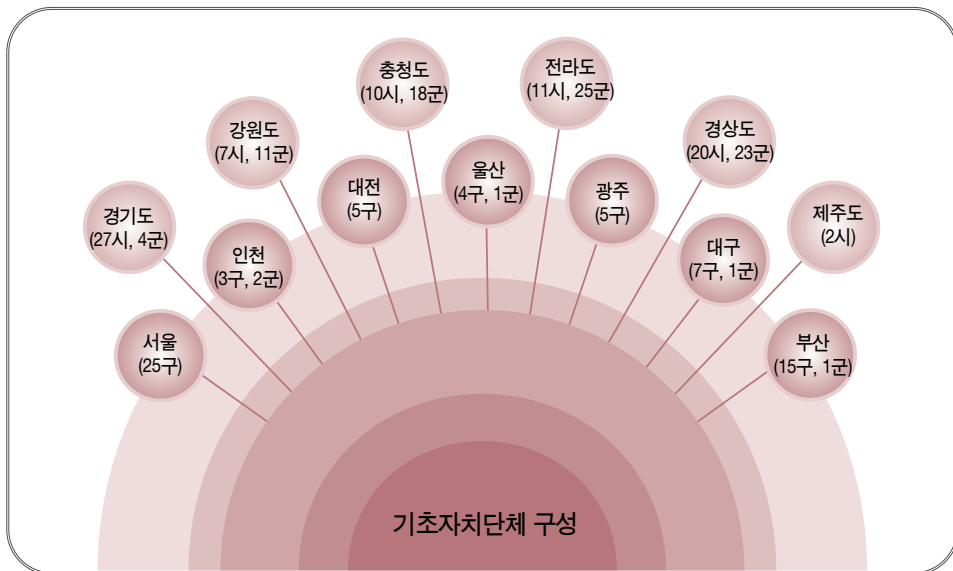 충청도
(10시, 18군)
전라도
(11시, 25군)
강원도
(7시, 11군)
경상도
(20시, 23군)
대전
(5구)
울산
(4구, 1군)
광주
(5구)
경기도
(27시, 4군)
인천
(3구, 2군)
대구
(7구, 1군)
제주도
(2시)
서울
(25구)
부산
(15구, 1군)
기초자치단체 구성